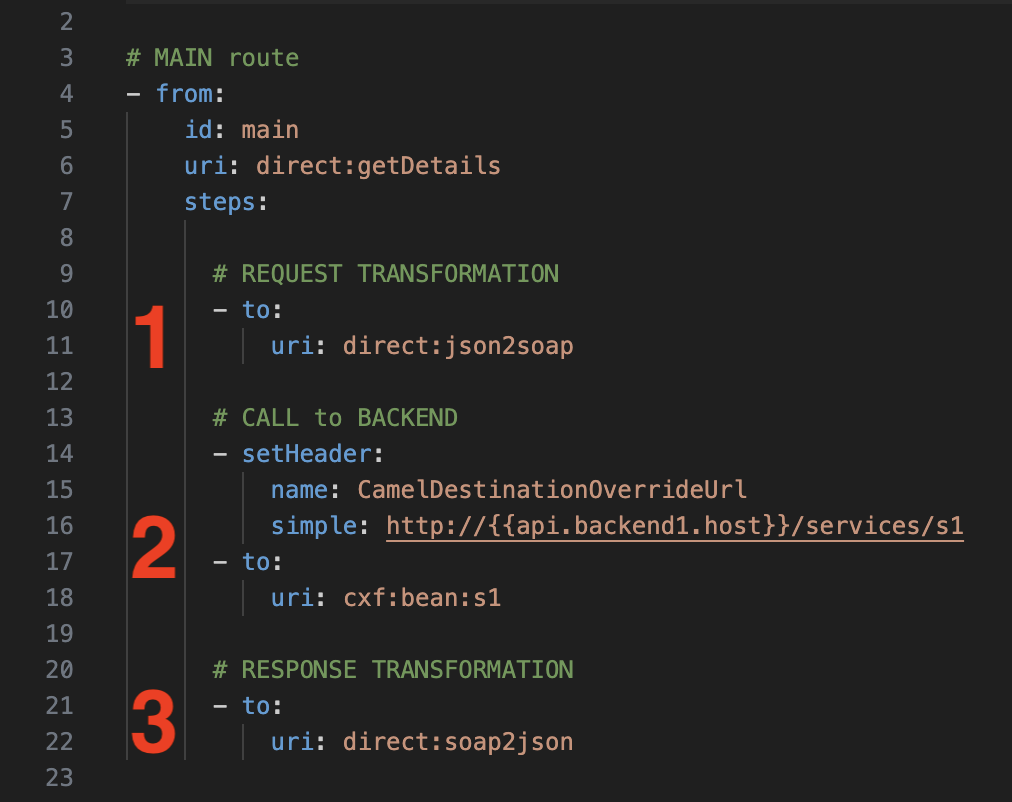 2
3 # MAIN route
4 - from:
5 id: main
6 uri: direct:getDetails
7 steps:
8
9 # REQUEST TRANSFORMATION
10 - to:
1
11 uri: direct:json2soap
12
13 # CALL to BACKEND
14 - setHeader:
15 name: CamelDestinationOverrideUrl
16 simple: http://{{api.backend1.host}}/services/s1
2
17 - to:
18 uri: cxf:bean:s1
19
20 # RESPONSE TRANSFORMATION
21 - to:
3
22 uri: direct:soap2json
23